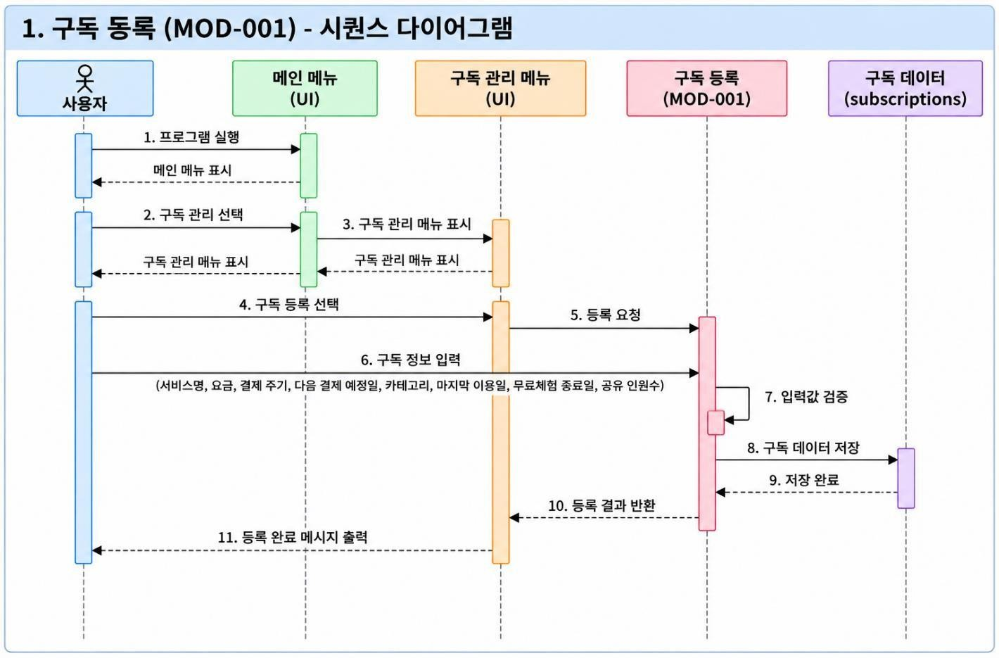 1. 구독 등록 (MOD-001) - 시퀀스 다이어그램
사용자
메인 메뉴
(UI)
구독 관리 메뉴
(UI)
구독 등록
(MOD-001)
구독 데이터
(subscriptions)
1. 프로그램 실행
메인 메뉴 표시
2. 구독 관리 선택
3. 구독 관리 메뉴 표시
구독 관리 메뉴 표시
구독 관리 메뉴 표시
4. 구독 등록 선택
5. 등록 요청
6. 구독 정보 입력
(서비스명, 요금, 결제 주기, 다음 결제 예정일, 카테고리, 마지막 이용일, 무료체험 종료일, 공유 인원수)
7. 입력값 검증
8. 구독 데이터 저장
9. 저장 완료
10. 등록 결과 반환
11. 등록 완료 메시지 출력